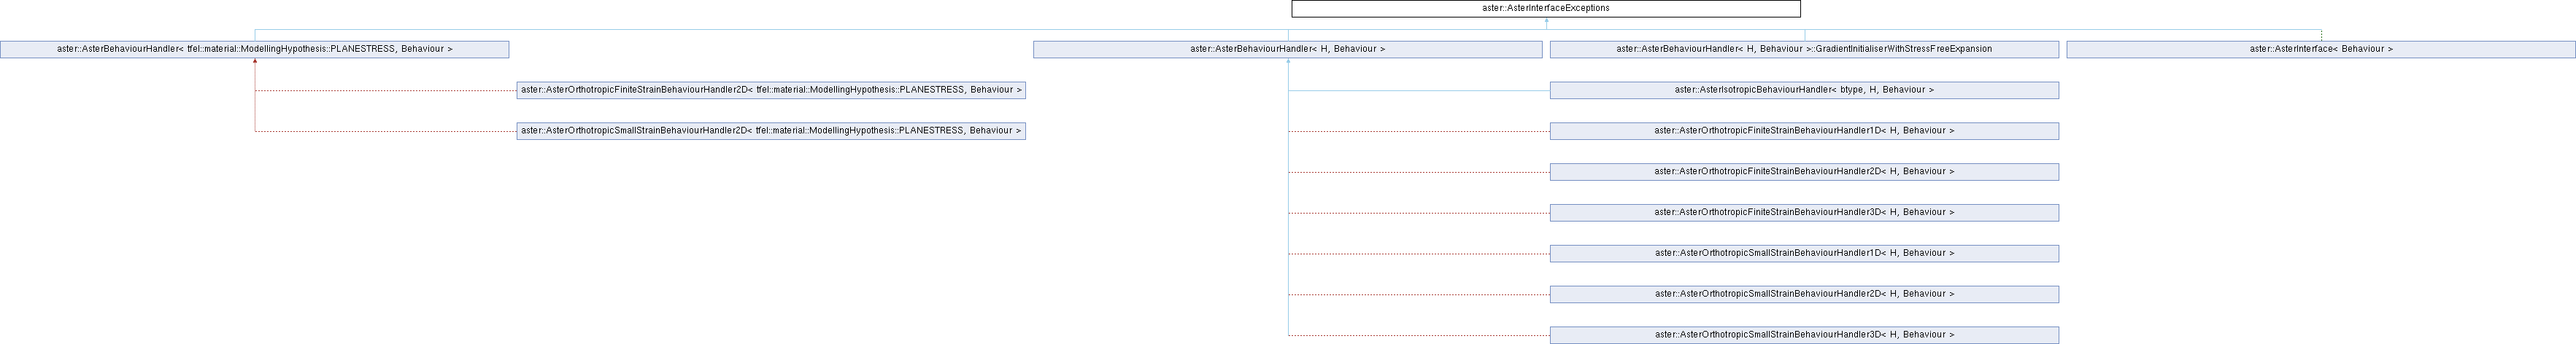 aster::AsterInterfaceExceptions
aster::AsterBehaviourHandler< tfel::material::ModellingHypothesis::PLANESTRESS, Behaviour >
aster::AsterBehaviourHandler< H, Behaviour >
aster::AsterBehaviourHandler< H, Behaviour >::GradientInitialiserWithStressFreeExpansion
aster::AsterInterface< Behaviour >
aster::AsterOrthotropicFiniteStrainBehaviourHandler2D< tfel::material::ModellingHypothesis::PLANESTRESS, Behaviour >
aster::AsterIsotropicBehaviourHandler< btype, H, Behaviour >
aster::AsterOrthotropicSmallStrainBehaviourHandler2D< tfel::material::ModellingHypothesis::PLANESTRESS, Behaviour >
aster::AsterOrthotropicFiniteStrainBehaviourHandler1D< H, Behaviour >
aster::AsterOrthotropicFiniteStrainBehaviourHandler2D< H, Behaviour >
aster::AsterOrthotropicFiniteStrainBehaviourHandler3D< H, Behaviour >
aster::AsterOrthotropicSmallStrainBehaviourHandler1D< H, Behaviour >
aster::AsterOrthotropicSmallStrainBehaviourHandler2D< H, Behaviour >
aster::AsterOrthotropicSmallStrainBehaviourHandler3D< H, Behaviour >